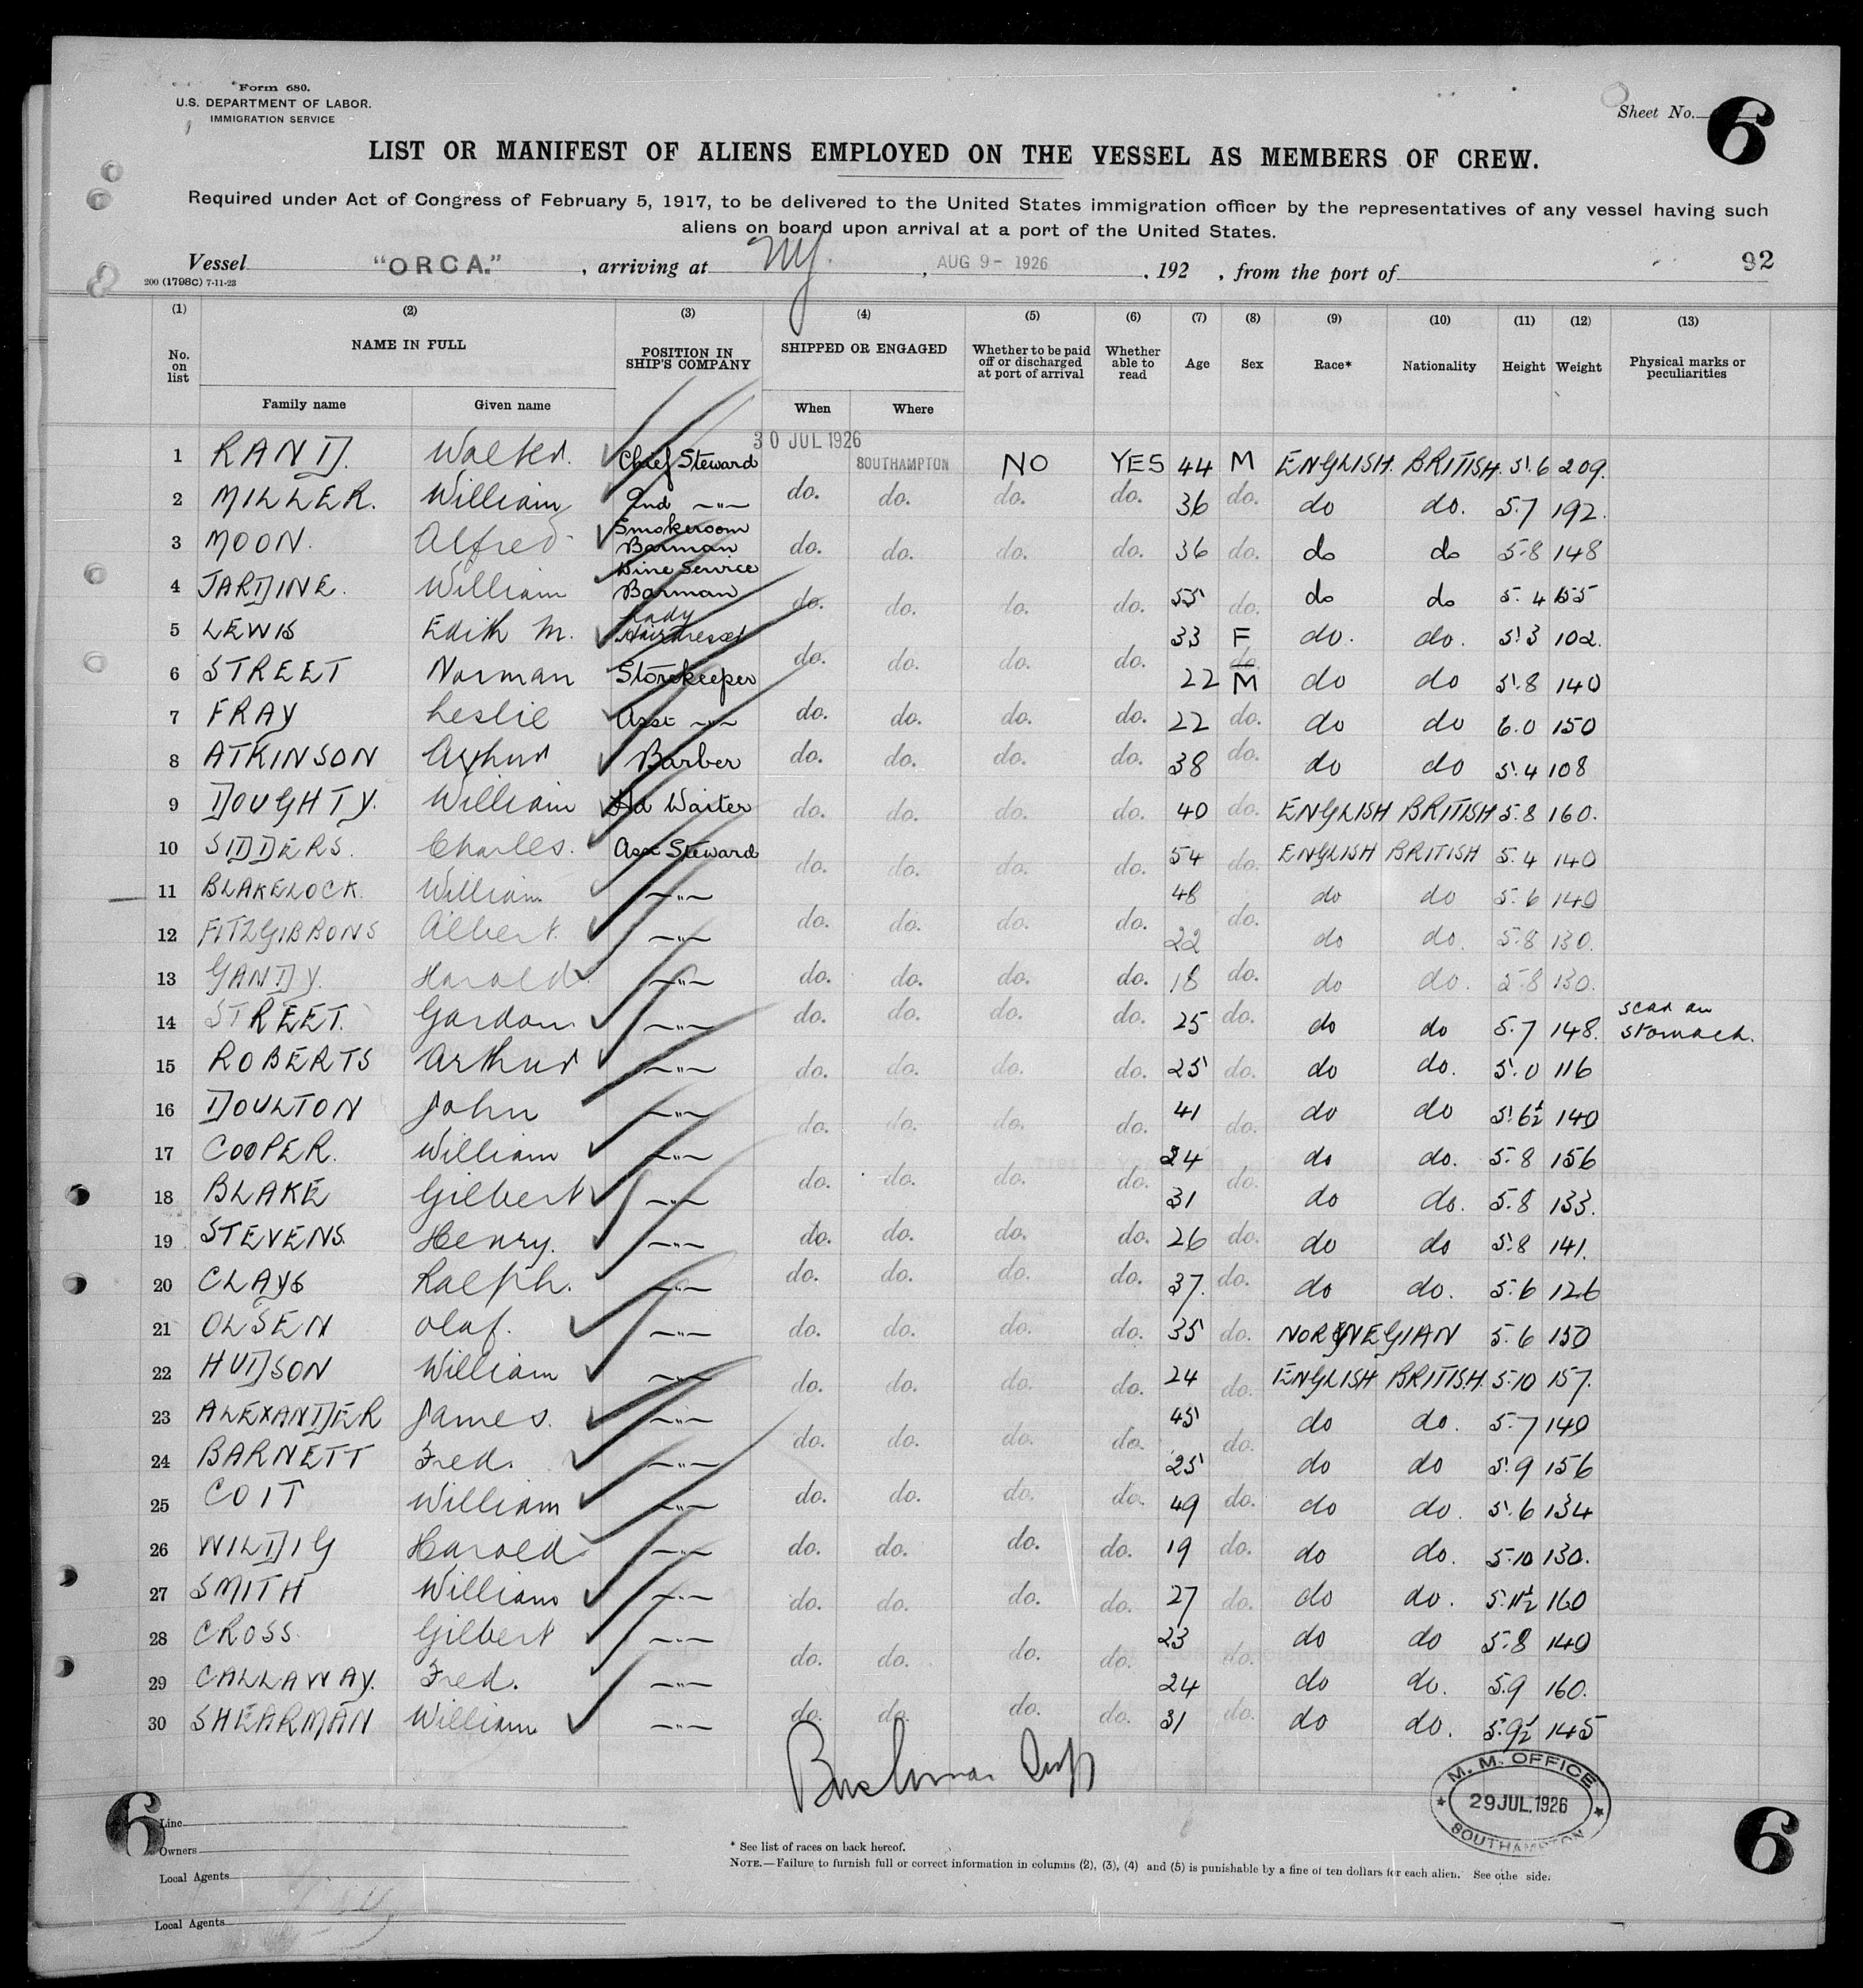 Form 680.
U.S. DEPARTMENT OF LABOR.
IMMIGRATION SERVICE
Sheet No. 6
LIST OR MANIFEST OF ALIENS EMPLOYED ON THE VESSEL AS MEMBERS OF CREW.
Required under Act of Congress of February 5, 1917, to be delivered to the United States immigration officer by the representatives of any vessel having such
aliens on board upon arrival at a port of the United States.
Vessel "ORCA." , arriving at NY. , AUG 9 - 1926 , 192 , from the port of 92
200 (1798C) 7-11-23
(1) (2) (3) (4) (5) (6) (7) (8) (9) (10) (11) (12) (13)
No. on list NAME IN FULL POSITION IN SHIP'S COMPANY SHIPPED OR ENGAGED Whether to be paid off or discharged at port of arrival Whether able to read Age Sex Race* Nationality Height Weight Physical marks or peculiarities
Family name Given name When Where
1 RAND. Walter. Chief Steward 30 JUL 1926 SOUTHAMPTON NO YES 44 M ENGLISH. BRITISH. 5'.6 209.
2 MILLER. William 2nd —"— do. do. do. do. 36 do. do do. 5.7 192.
3 MOON. Alfred Smokeroom Barman do. do. do. do. 36 do. do do 5.8 148
4 JARDINE. William Wine Service Barman do. do. do. do. 55 do. do do 5.4 155
5 LEWIS Edith M. Lady Hairdresser do. do. do. do. 33 F do. do. 5'.3 102.
6 STREET Norman Storekeeper 22 do. M do do 5'.8 140
7 FRAY Leslie Asst —"— do. do. do. do. 22 do. do do 6.0 150
8 ATKINSON Arthur Barber do. do. do. do. 38 do. do do 5'.4 108
9 DOUGHTY. William Hd Waiter do. do. do. do. 40 do. ENGLISH BRITISH 5.8 160.
10 SIDDERS. Charles. Asst Steward do. do. do. do. 54 do. ENGLISH BRITISH 5.4 140
11 BLAKELOCK. William —"— 48 do do 5.6 140
12 FITZGIBBONS Albert. —"— do. do. do. do. 22 do. do do. 5.8 130.
13 GANDY. Harold —"— do. do. do. do. 18 do. do do. 5.8 130.
14 STREET. Gordon —"— do. do. do. do. 25 do. do do 5.7 148. scar on stomach.
15 ROBERTS Arthur —"— do. do. do. do. 25 do. do do. 5'.0 116
16 DOULTON John —"— do. do. do. do. 41 do. do do 5'.6½ 140
17 COOPER. William —"— 24 do do. 5.8 156
18 BLAKE Gilbert —"— do. do. do. do. 31 do. do do. 5.8 133.
19 STEVENS. Henry. —"— do. do. do. do. 26 do. do do 5'.8 141.
20 CLAYS Ralph. —"— do. do. do. do. 37. do. do do. 5.6 126
21 OLSEN Olaf. —"— do. do. do. do. 35 do. NORWEGIAN 5.6 150
22 HUDSON William —"— do. do. do. do. 24 do. ENGLISH BRITISH. 5.10 157.
23 ALEXANDER James. —"— 45 do do. 5.7 140
24 BARNETT Fred. —"— do. do. do. do. 25 do. do do 5'.9 156
25 COIT William —"— do. do. do. do. 49 do. do do. 5'.6 134
26 WILDIG Harold —"— do. do. do. do. 19 do. do do. 5.10 130.
27 SMITH William —"— do. do. do. do. 27 do. do do. 5.11½ 160
28 CROSS. Gilbert —"— 23 do do 5.8 140
29 CALLAWAY. Fred. —"— do. do. do. do. 24 do. do do. 5.9 160.
30 SHEARMAN William —"— do. do. do. do. 31 do. do do. 5.9½ 145
M. M. OFFICE
29 JUL. 1926
SOUTHAMPTON
6 6
Line
Owners
Local Agents
Local Agents
* See list of races on back hereof.
NOTE.—Failure to furnish full or correct information in columns (2), (3), (4) and (5) is punishable by a fine of ten dollars for each alien. See othe side.